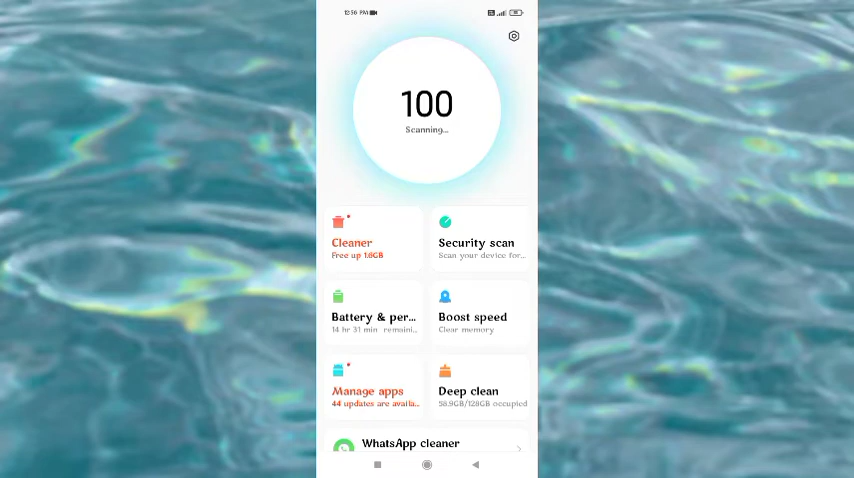 12:56 PM
100
Scanning...
Cleaner
Free up 1.6GB
Security scan
Scan your device for...
Battery & per...
14 hr 31 min remaini...
Boost speed
Clear memory
Manage apps
44 updates are availa...
Deep clean
58.9GB/128GB occupied
WhatsApp cleaner